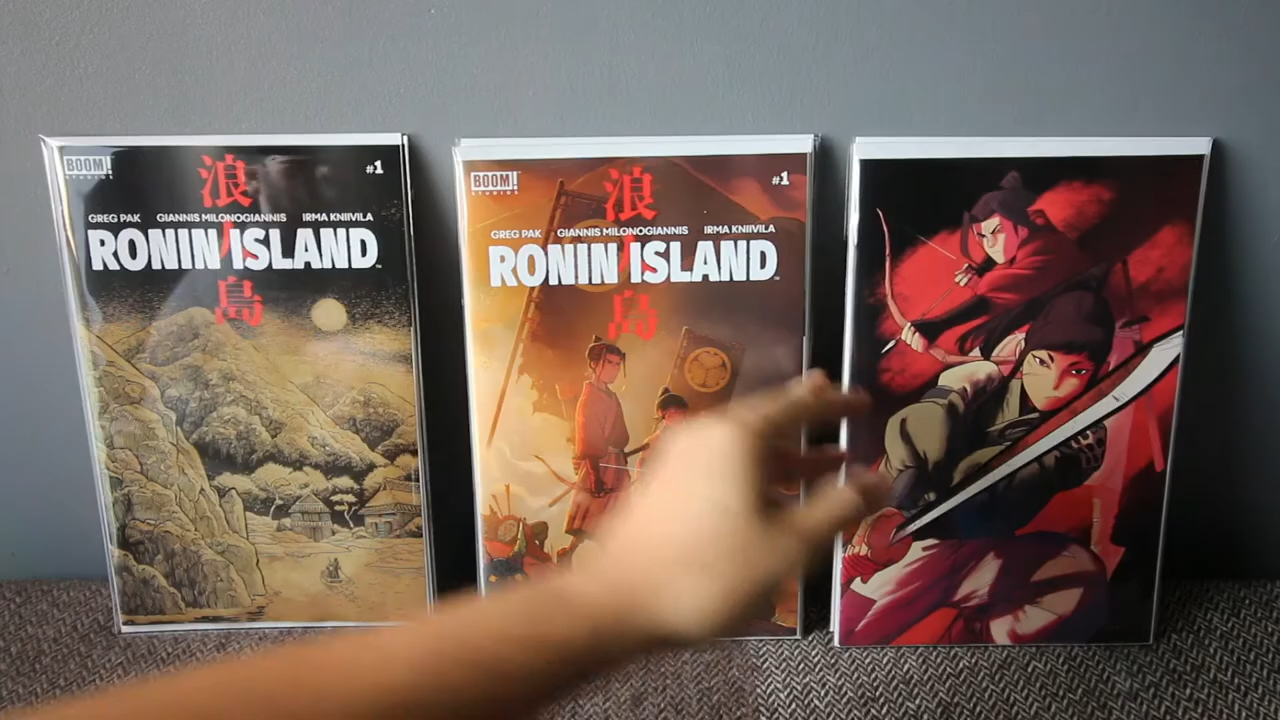 BOOM!
STUDIOS
浪
#1
GREG PAK GIANNIS MILONOGIANNIS IRMA KNIIVILA
RONIN ISLAND
島
BOOM!
STUDIOS
浪
#1
GREG PAK GIANNIS MILONOGIANNIS IRMA KNIIVILA
RONIN ISLAND™
島